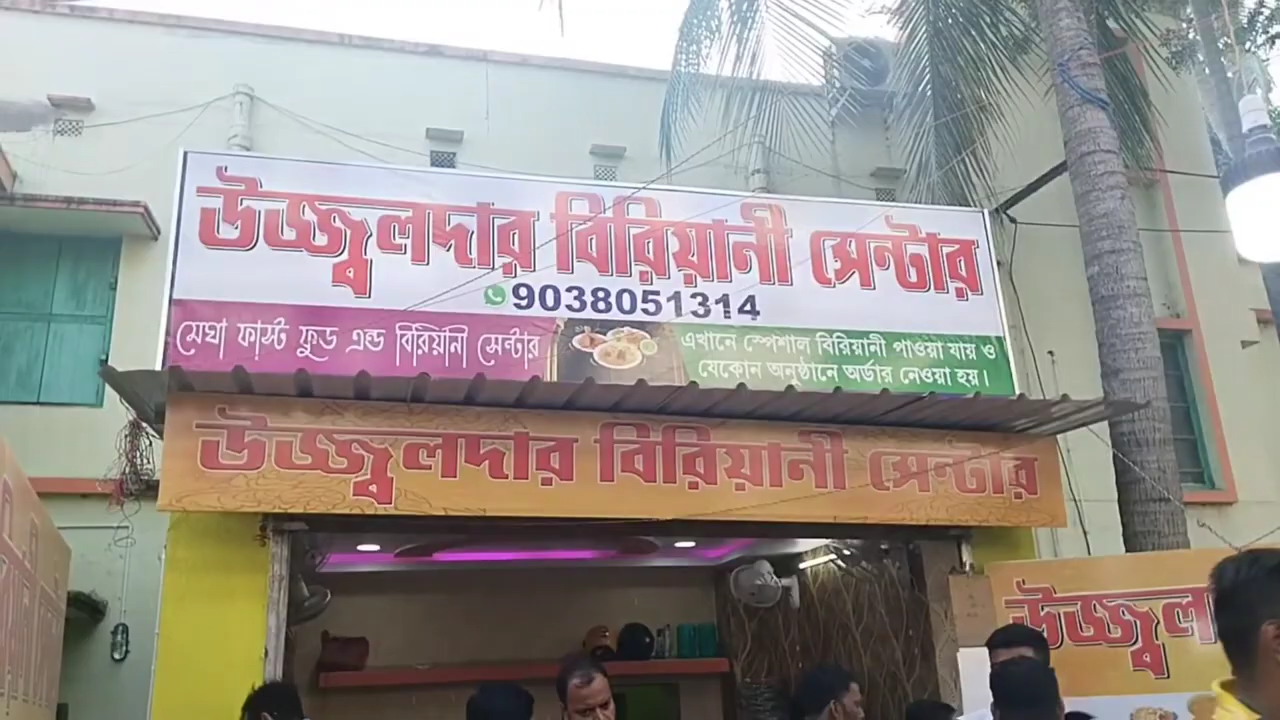 উজ্জ্বলদার বিরিয়ানী সেন্টার
9038051314
মেঘা ফাস্ট ফুড এন্ড বিরিয়ানী সেন্টার
এখানে স্পেশাল বিরিয়ানী পাওয়া যায় ও
যেকোন অনুষ্ঠানে অর্ডার নেওয়া হয়।
উজ্জ্বলদার বিরিয়ানী সেন্টার
উজ্জ্বল